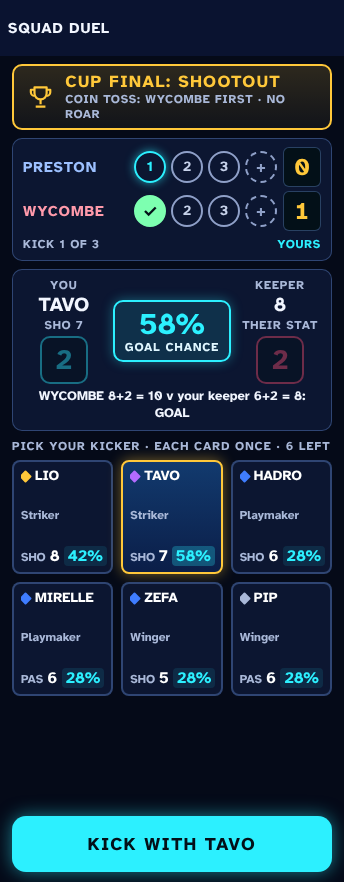 SQUAD DUEL
CUP FINAL: SHOOTOUT
COIN TOSS: WYCOMBE FIRST · NO
ROAR
PRESTON 1 2 3 + 0
WYCOMBE ✓ 2 3 + 1
KICK 1 OF 3 YOURS
YOU
TAVO
SHO 7
2
58%
GOAL CHANCE
KEEPER
8
THEIR STAT
2
WYCOMBE 8+2 = 10 v your keeper 6+2 = 8:
GOAL
PICK YOUR KICKER · EACH CARD ONCE · 6 LEFT
LIO
Striker
SHO 8 42%
TAVO
Striker
SHO 7 58%
HADRO
Playmaker
SHO 6 28%
MIRELLE
Playmaker
PAS 6 28%
ZEFA
Winger
SHO 5 28%
PIP
Winger
PAS 6 28%
KICK WITH TAVO